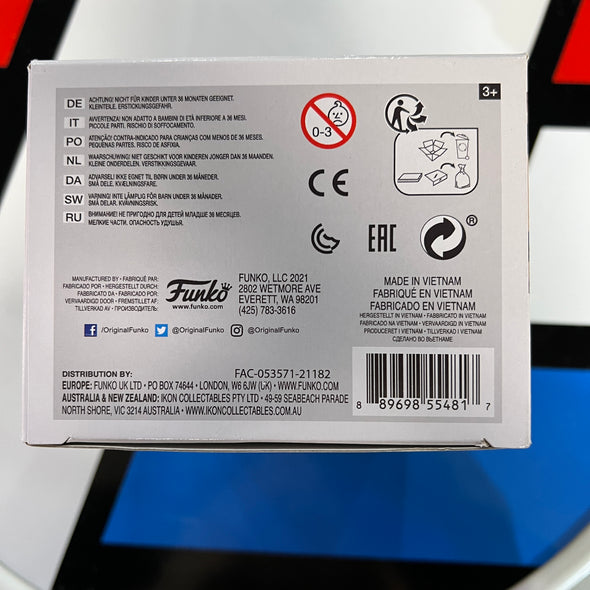 3+
DE ACHTUNG! NICHT FÜR KINDER UNTER 36 MONATEN GEEIGNET.
KLEINTEILE. ERSTICKUNGSGEFAHR.
IT AVVERTENZA! NON ADATTO A BAMBINI DI ETÀ INFERIORE A 36 MESI.
PICCOLE PARTI, RISCHIO DI SOFFOCAMENTO.
PO ATENÇÃO! CONTRA-INDICADO PARA CRIANÇAS COM MENOS DE 36 MESES.
PEQUENAS PARTES. RISCO DE ASFIXIA.
NL WAARSCHUWING! NIET GESCHIKT VOOR KINDEREN JONGER DAN 36 MAANDEN.
KLEINE ONDERDELEN. VERSTIKKINGSGEVAAR.
DA ADVARSEL! IKKE EGNET TIL BØRN UNDER 36 MÅNEDER.
SMÅ DELE. KVÆLNINGSFARE.
SW VARNING! INTE LÄMPLIG FÖR BARN UNDER 36 MÅNADER.
SMÅ DELAR. KVÄVNINGSRISK.
RU ВНИМАНИЕ! НЕ ПРИГОДНО ДЛЯ ДЕТЕЙ МЛАДШЕ 36 МЕСЯЦЕВ.
МЕЛКИЕ ЧАСТИ. ОПАСНОСТЬ УДУШЬЯ.
0-3
CE
EAC
®
MANUFACTURED BY • FABRIQUÉ PAR:
FABRICADO POR • HERGESTELLT DURCH:
FABRICADO DA • FABRICADO POR:
VERVAARDIGD DOOR • FREMSTILLET AF:
TILLVERKAD AV • ПРОИЗВОДИТЕЛЬ:
Funko
www.funko.com
FUNKO, LLC 2021
2802 WETMORE AVE
EVERETT, WA 98201
(425) 783-3616
/OriginalFunko @OriginalFunko @OriginalFunko
MADE IN VIETNAM
FABRIQUÉ EN VIETNAM
FABRICADO EN VIETNAM
HERGESTELLT IN VIETNAM • FABBRICATO IN VIETNAM
FABRICADO NO VIETNAM • VERVAARDIGD IN VIETNAM
PRODUCERET I VIETNAM • TILLVERKAD I VIETNAM
СДЕЛАНО ВО ВЬЕТНАМЕ
DISTRIBUTION BY: FAC-053571-21182
EUROPE: FUNKO UK LTD • PO BOX 74644 • LONDON, W6 6JW (UK) • WWW.FUNKO.COM
AUSTRALIA & NEW ZEALAND: IKON COLLECTABLES PTY LTD • 49-59 SEABEACH PARADE
NORTH SHORE, VIC 3214 AUSTRALIA • WWW.IKONCOLLECTABLES.COM.AU
8 89698 55481 7